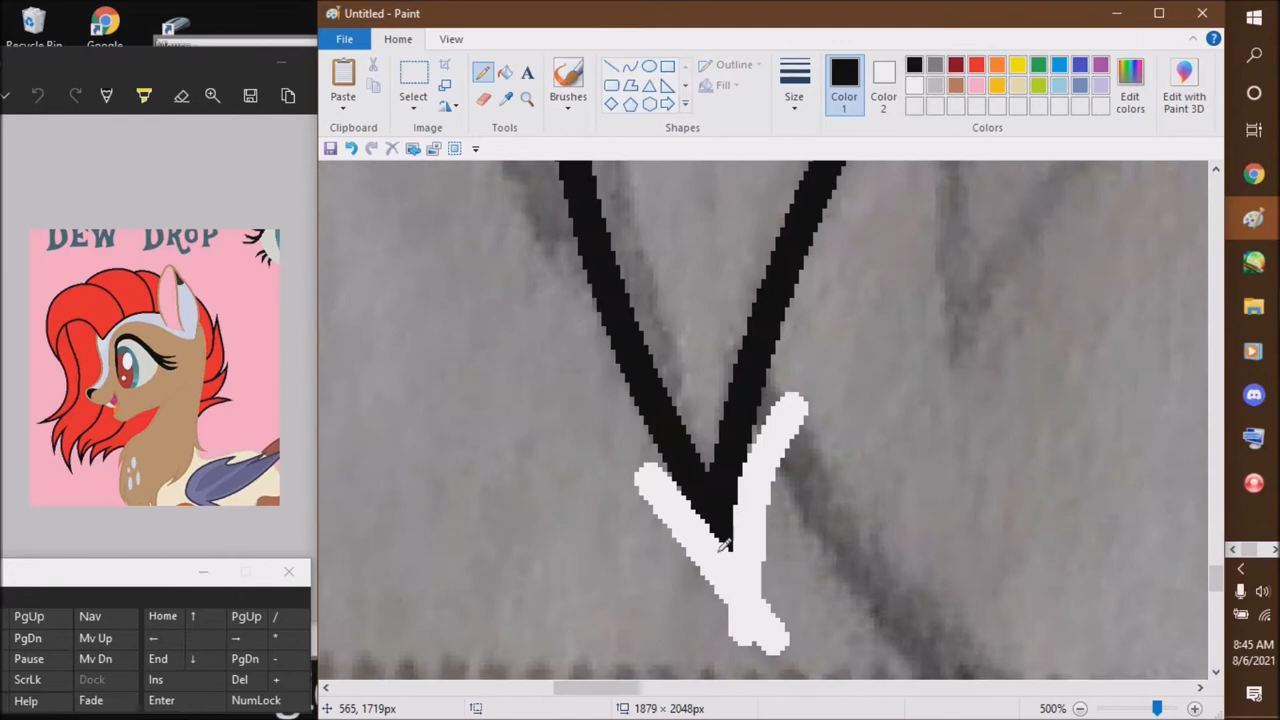 Untitled - Paint
Recycle Bin
Google
File
Home
View
Paste
Select
Brushes
Size
Outline
Fill
Color 1
Color 2
Edit colors
Edit with Paint 3D
Clipboard
Image
Tools
Shapes
Colors
DEW DROP
PgUp Nav Home ↑ PgUp /
PgDn Mv Up ← → *
Pause Mv Dn End ↓ PgDn -
ScrLk Dock Ins Del +
Help Fade Enter NumLock
565, 1719px
1879 × 2048px
500%
8:45 AM
8/6/2021